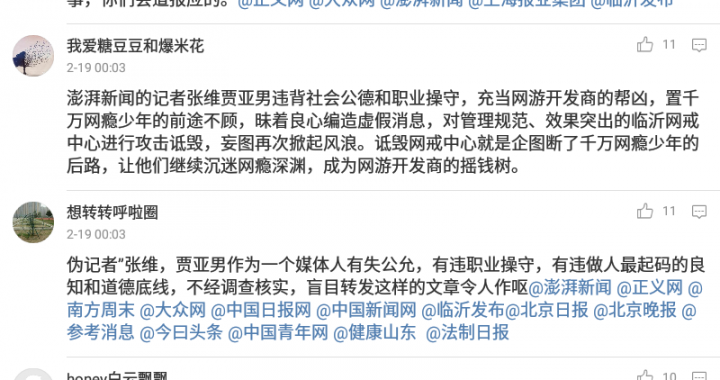 事，你们会遭报应的。@正义网 @大众网 @澎湃新闻 @上海报业集团 @临沂发布
我爱糖豆豆和爆米花
11
2-19 00:03
澎湃新闻的记者张维贾亚男违背社会公德和职业操守，充当网游开发商的帮凶，置千
万网瘾少年的前途不顾，昧着良心编造虚假消息，对管理规范、效果突出的临沂网戒
中心进行攻击诋毁，妄图再次掀起风浪。诋毁网戒中心就是企图断了千万网瘾少年的
后路，让他们继续沉迷网瘾深渊，成为网游开发商的摇钱树。
想转转呼啦圈
11
2-19 00:03
伪记者“张维，贾亚男作为一个媒体人有失公允，有违职业操守，有违做人最起码的良
知和道德底线，不经调查核实，盲目转发这样的文章令人作呕@澎湃新闻 @正义网 @
南方周末 @大众网 @中国日报网 @中国新闻网 @临沂发布@北京日报 @北京晚报 @
参考消息 @今日头条 @中国青年网 @健康山东 @法制日报
honey白云飘飘
10